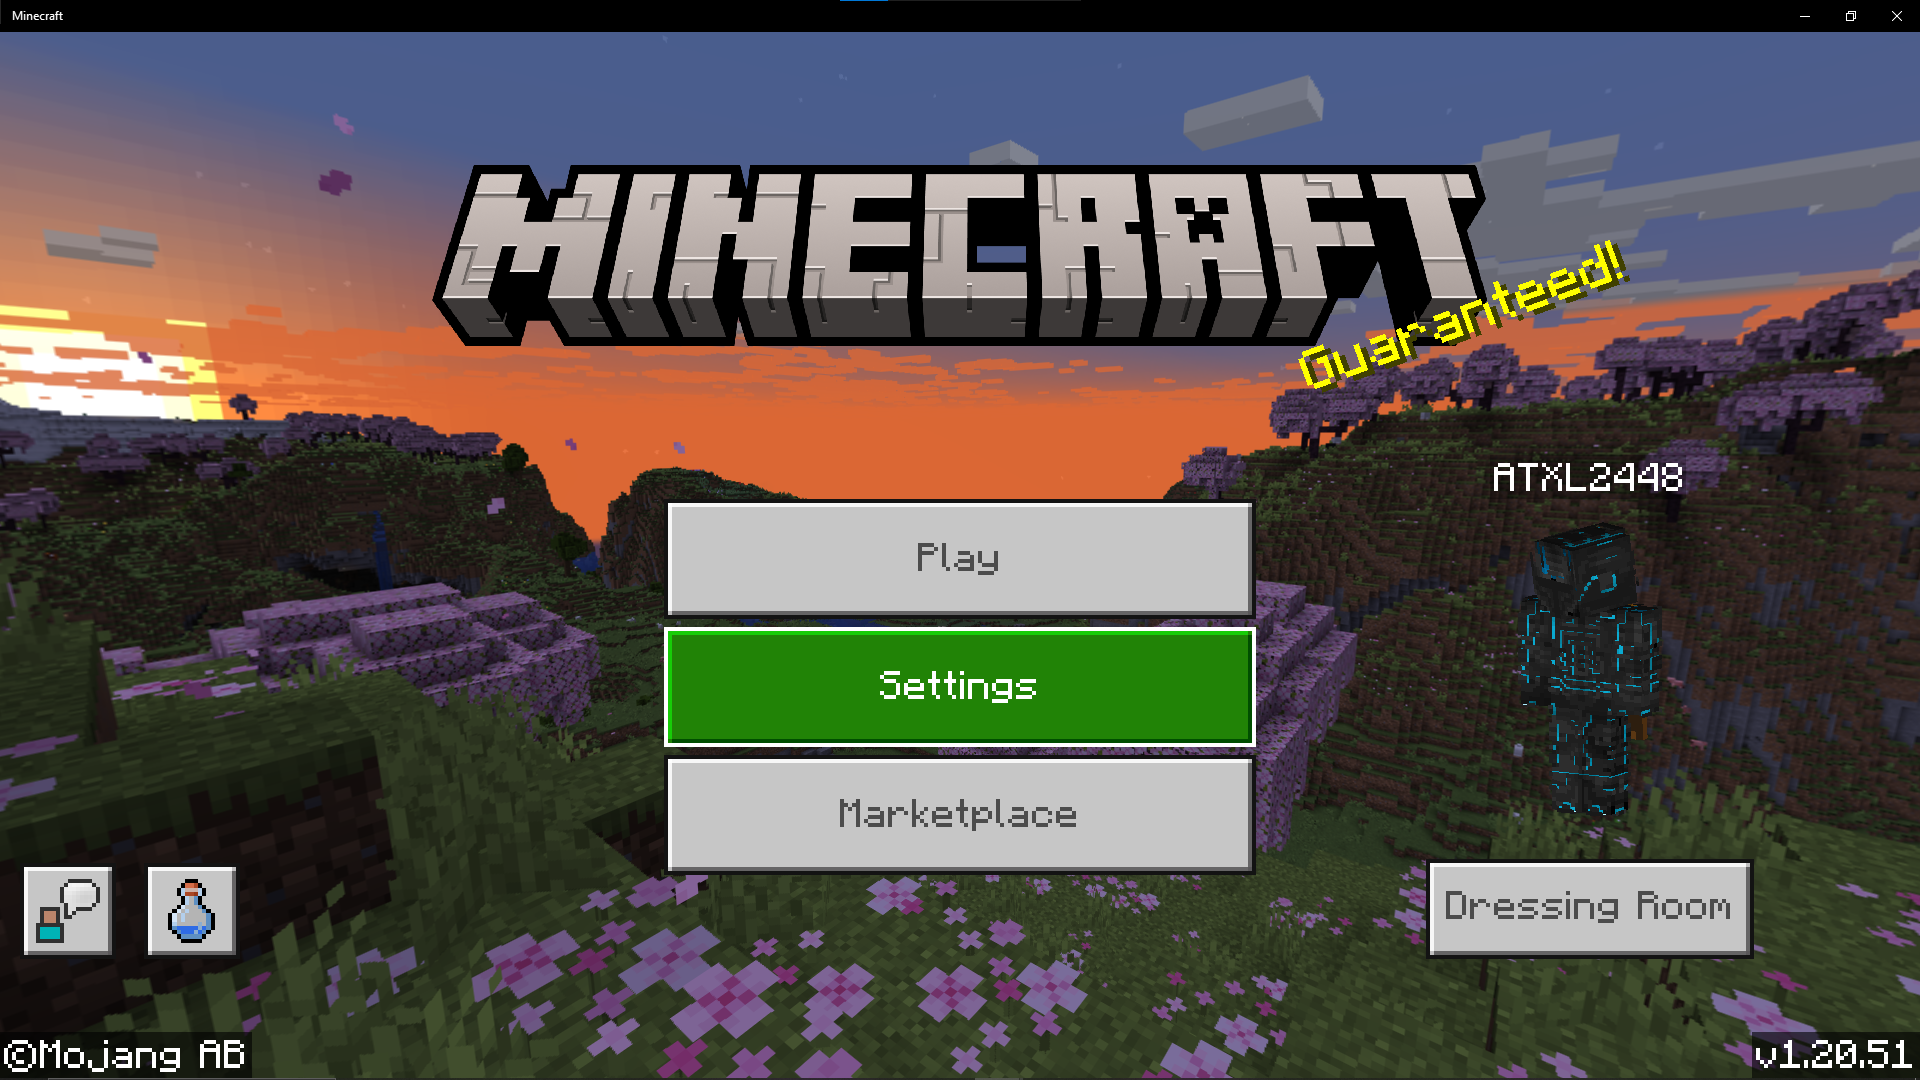 Minecraft
MINECRAFT
Guaranteed!
ATXL2448
Play
Settings
Marketplace
Dressing Room
©Mojang AB
v1.20.51